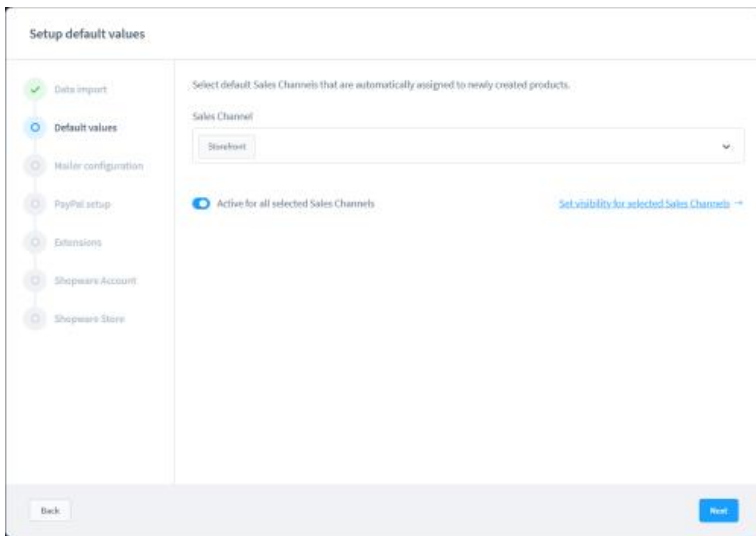 Setup default values
Data import
Default values
Mailer configuration
PayPal setup
Extensions
Shopware Account
Shopware Store
Select default Sales Channels that are automatically assigned to newly created products.
Sales Channel
Storefront
Active for all selected Sales Channels
Set visibility for selected Sales Channels →
Back
Next